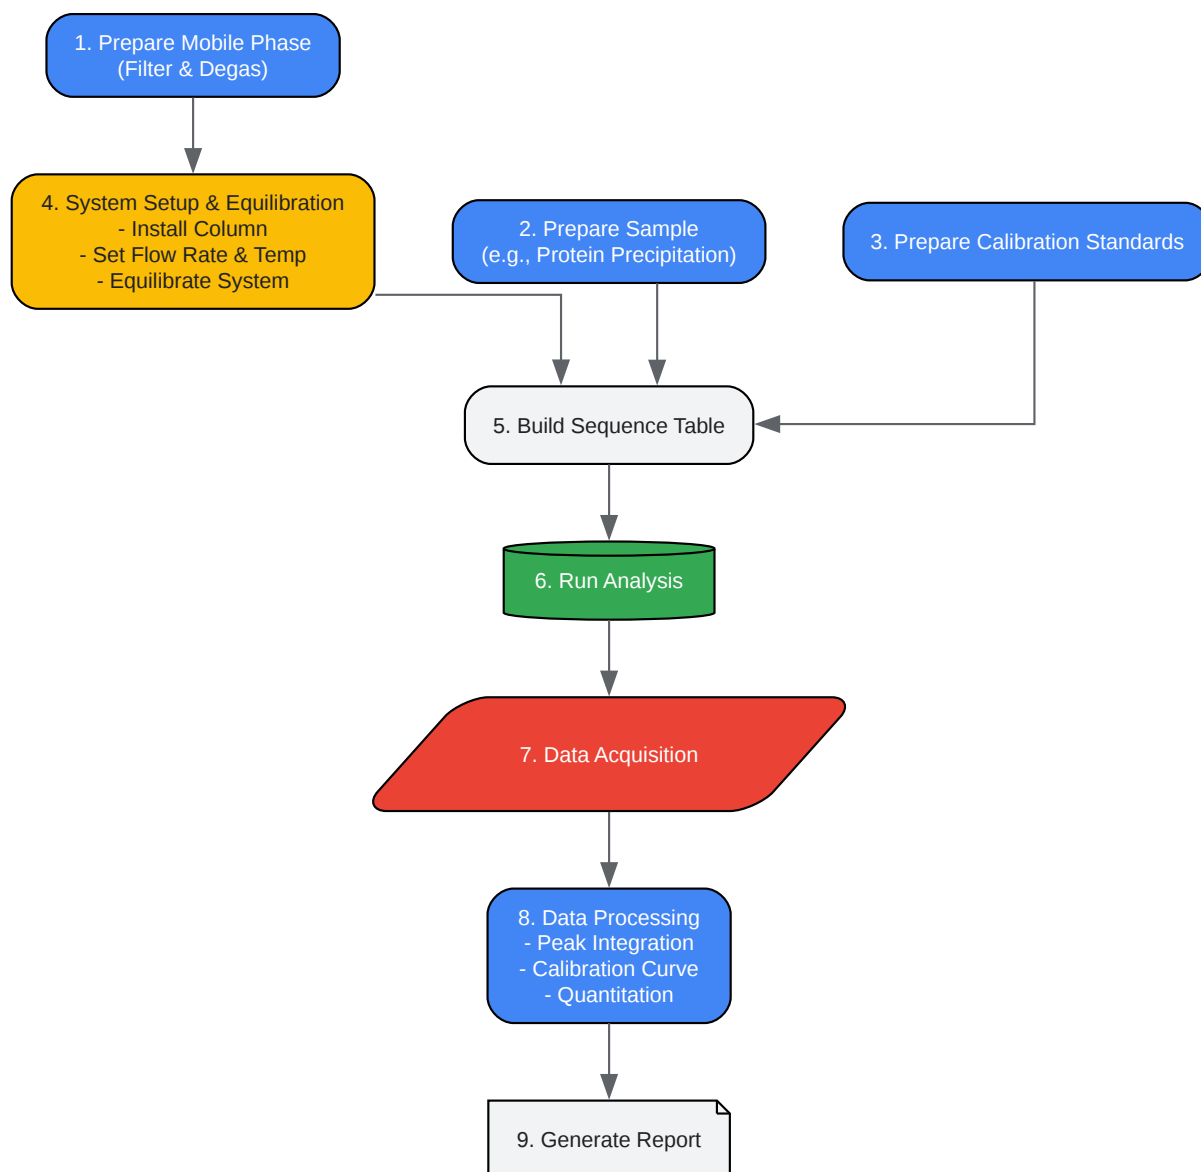 1. Prepare Mobile Phase
(Filter & Degas)
4. System Setup & Equilibration
- Install Column
- Set Flow Rate & Temp
- Equilibrate System
2. Prepare Sample
(e.g., Protein Precipitation)
3. Prepare Calibration Standards
5. Build Sequence Table
6. Run Analysis
7. Data Acquisition
8. Data Processing
- Peak Integration
- Calibration Curve
- Quantitation
9. Generate Report